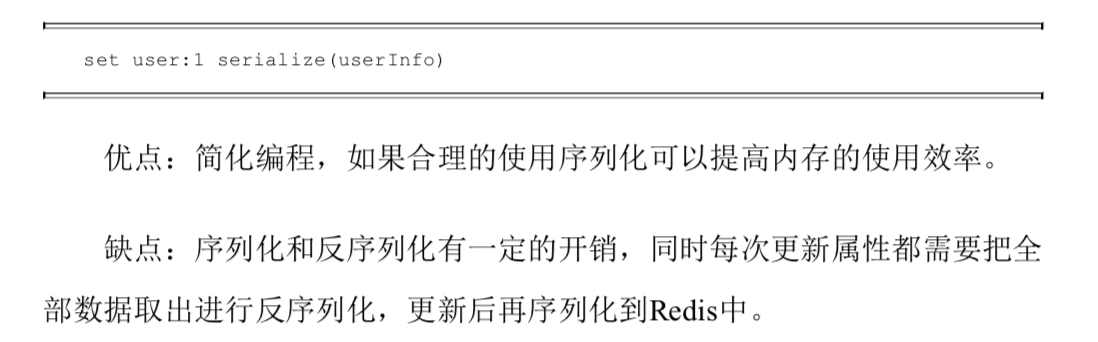 set user:1 serialize(userInfo)
优点：简化编程，如果合理的使用序列化可以提高内存的使用效率。
缺点：序列化和反序列化有一定的开销，同时每次更新属性都需要把全
部数据取出进行反序列化，更新后再序列化到Redis中。